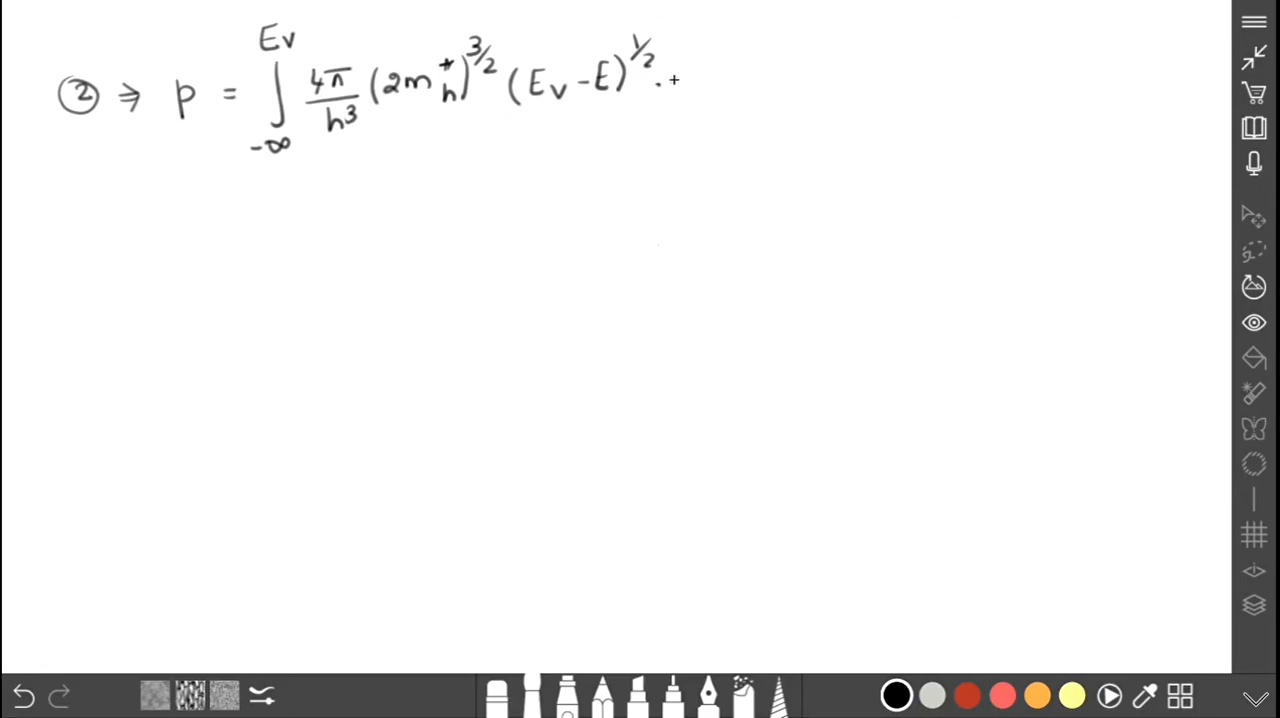 ② ⇒ p = ∫_{-∞}^{Ev} 4π/h³ (2m*h)^{3/2} (Ev - E)^{1/2} .